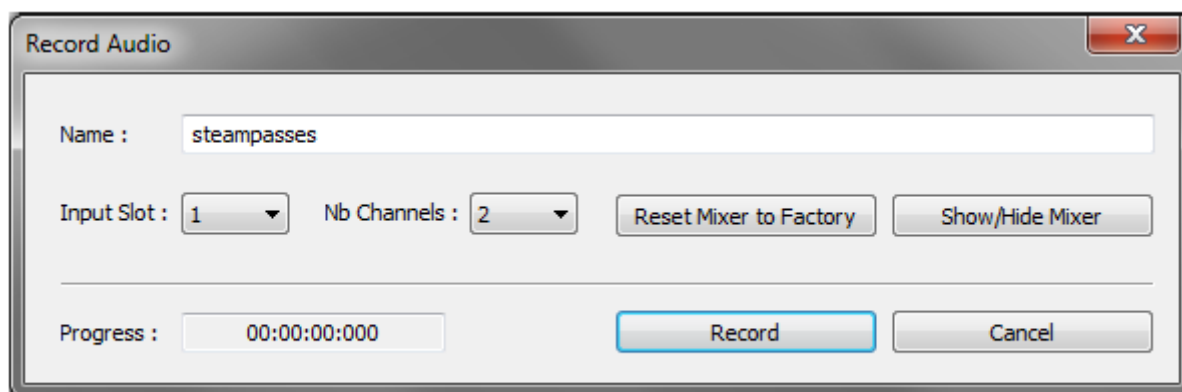 Record Audio
Name : steampasses
Input Slot : 1 Nb Channels : 2 Reset Mixer to Factory Show/Hide Mixer
Progress : 00:00:00:000 Record Cancel